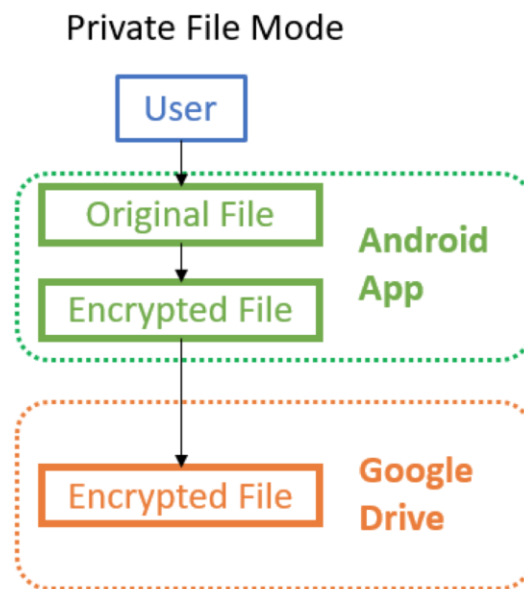 Private File Mode
User
Original File
Android
App
Encrypted File
Encrypted File
Google
Drive